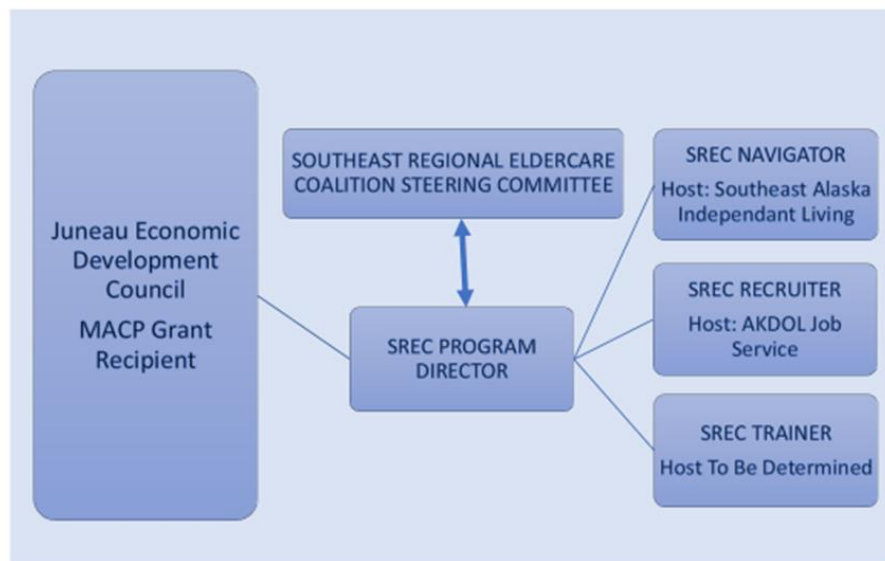 Juneau Economic
Development
Council
MACP Grant
Recipient
SOUTHEAST REGIONAL ELDERCARE
COALITION STEERING COMMITTEE
SREC PROGRAM
DIRECTOR
SREC NAVIGATOR
Host: Southeast Alaska
Independant Living
SREC RECRUITER
Host: AKDOL Job
Service
SREC TRAINER
Host To Be Determined